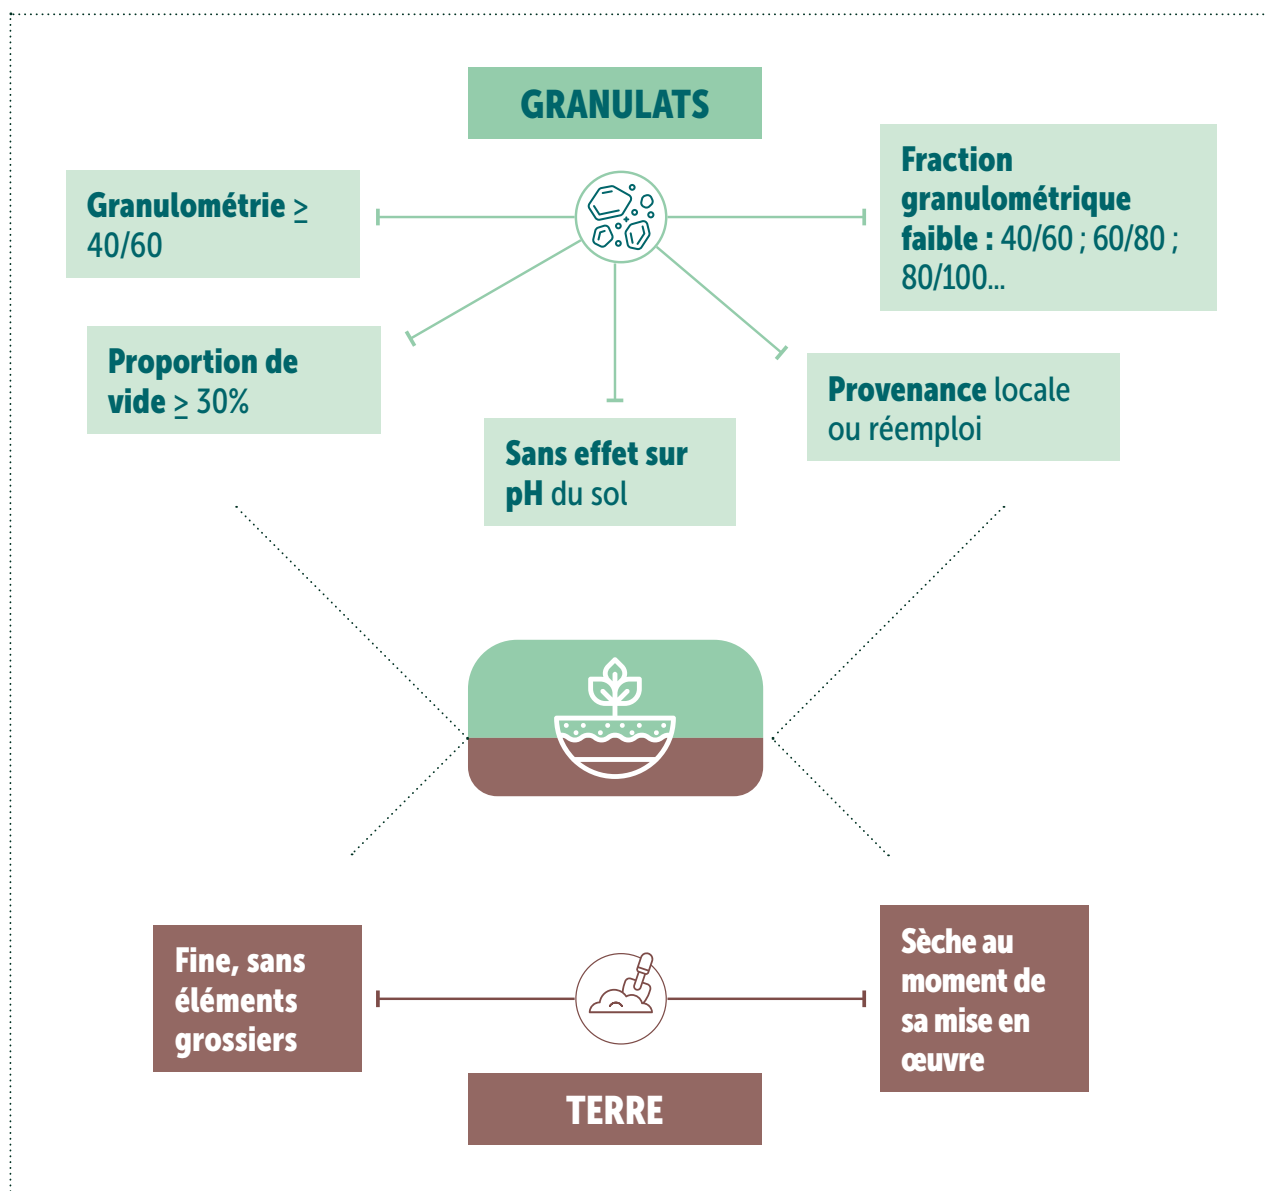 GRANULATS
Granulométrie ≥
40/60
Fraction
granulométrique
faible : 40/60 ; 60/80 ;
80/100...
Proportion de
vide ≥ 30%
Provenance locale
ou réemploi
Sans effet sur
pH du sol
Fine, sans
éléments
grossiers
Sèche au
moment de
sa mise en
œuvre
TERRE